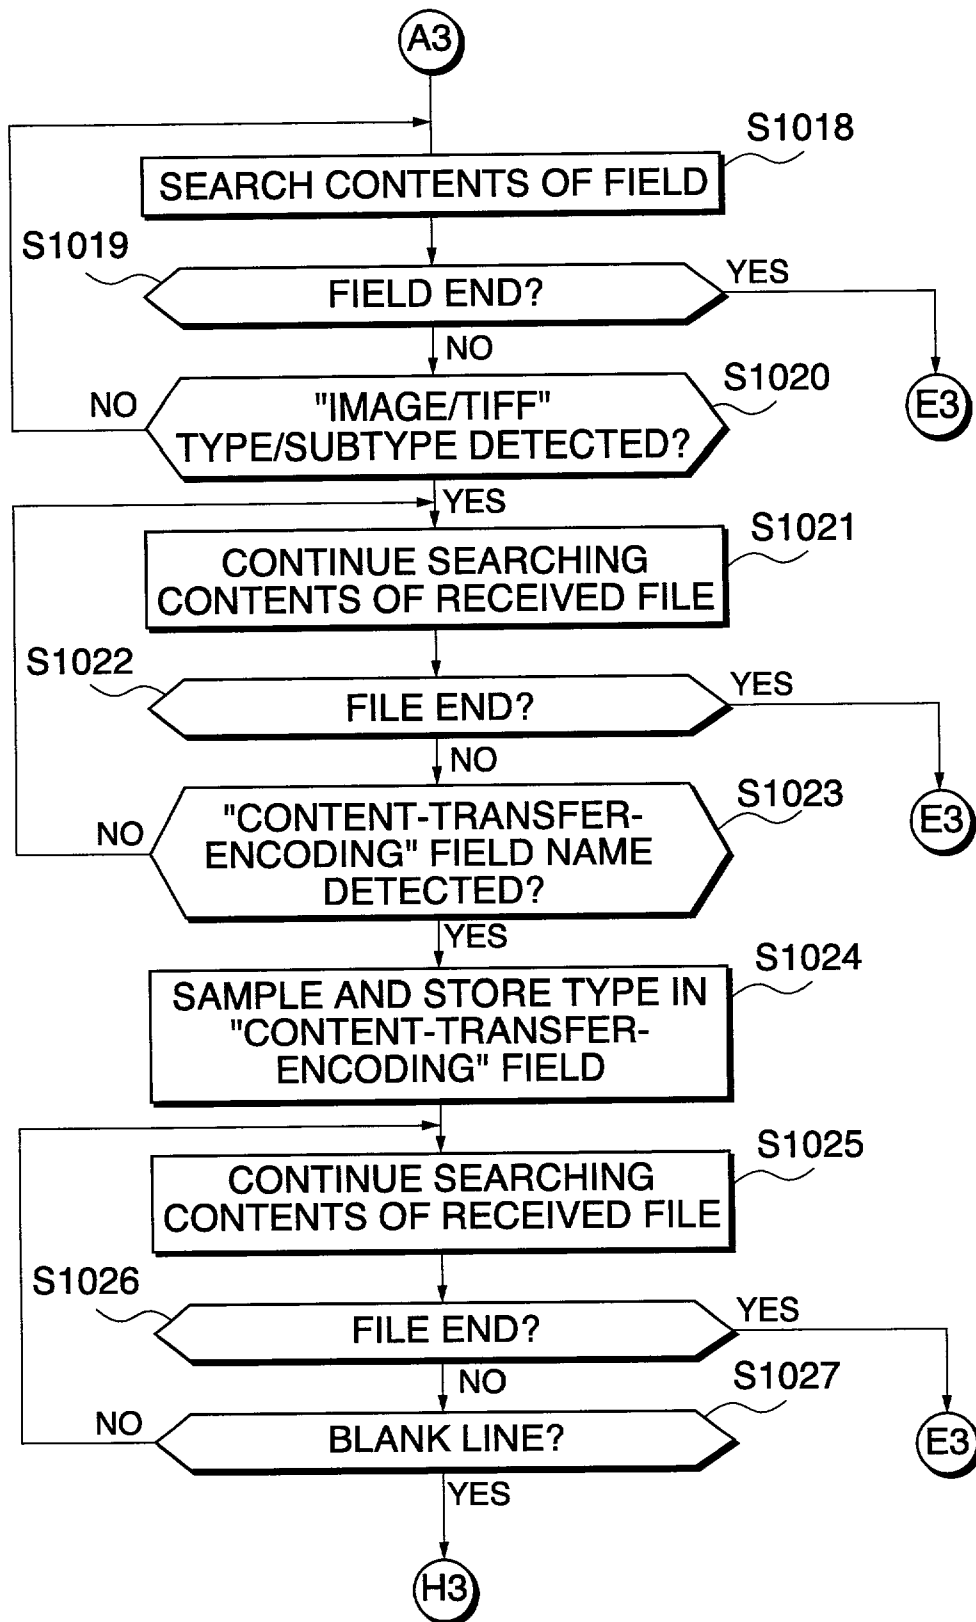 A3
S1018
SEARCH CONTENTS OF FIELD
S1019
FIELD END?
YES
NO
E3
S1020
NO
"IMAGE/TIFF"
TYPE/SUBTYPE DETECTED?
YES
S1021
CONTINUE SEARCHING
CONTENTS OF RECEIVED FILE
S1022
FILE END?
YES
NO
E3
S1023
NO
"CONTENT-TRANSFER-
ENCODING" FIELD NAME
DETECTED?
YES
S1024
SAMPLE AND STORE TYPE IN
"CONTENT-TRANSFER-
ENCODING" FIELD
S1025
CONTINUE SEARCHING
CONTENTS OF RECEIVED FILE
S1026
FILE END?
YES
NO
S1027
NO
BLANK LINE?
E3
YES
H3